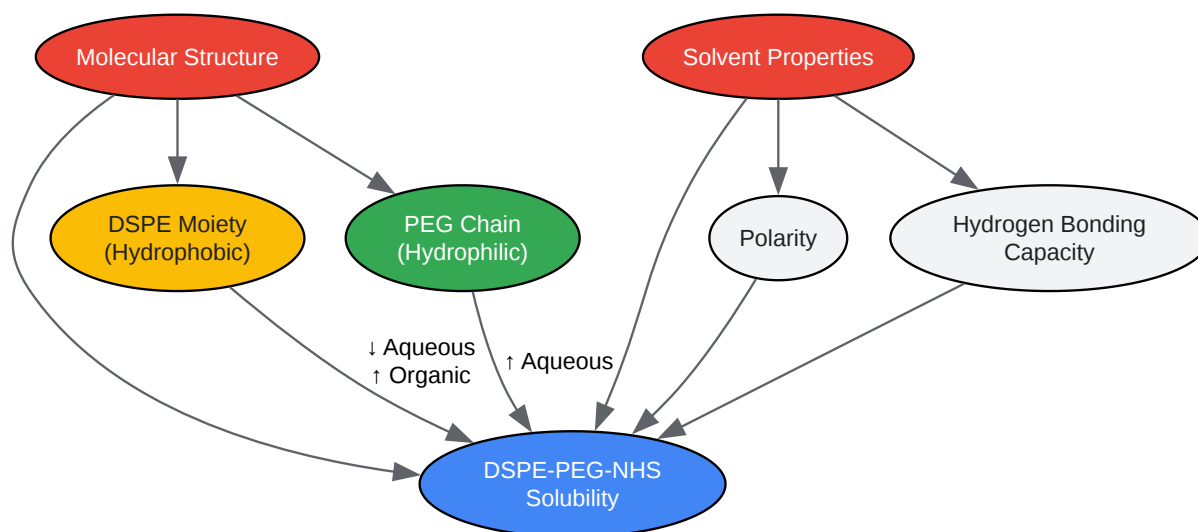 Molecular Structure
Solvent Properties
DSPE Moiety
(Hydrophobic)
PEG Chain
(Hydrophilic)
Polarity
Hydrogen Bonding
Capacity
↓ Aqueous
↑ Organic
↑ Aqueous
DSPE-PEG-NHS
Solubility